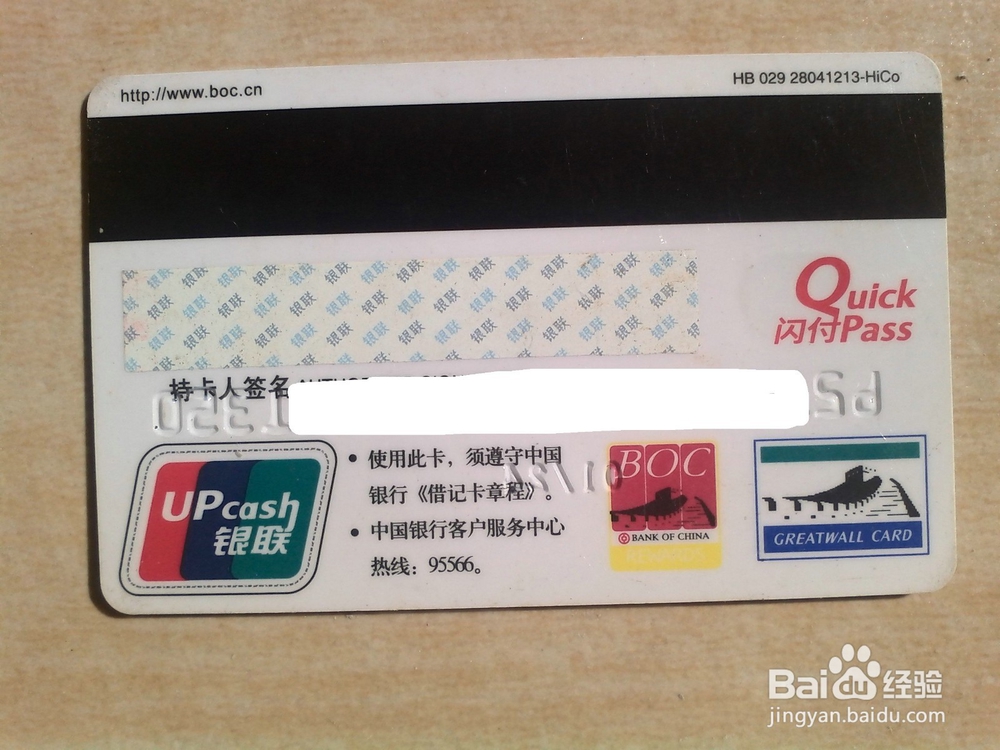 http://www.boc.cn
HB 029 28041213-HiCo
Quick
闪付Pass
持卡人签名
UPcash
银联
• 使用此卡，须遵守中国
银行《借记卡章程》。
• 中国银行客户服务中心
热线：95566。
BOC
BANK OF CHINA
GREATWALL CARD
Baidu经验
jingyan.baidu.com